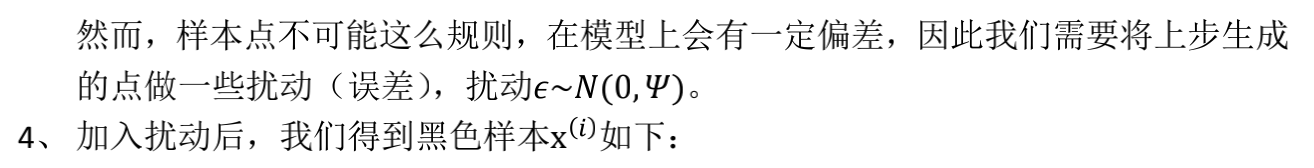 然而，样本点不可能这么规则，在模型上会有一定偏差，因此我们需要将上步生成
的点做一些扰动（误差），扰动ϵ~N(0,Ψ)。
4、 加入扰动后，我们得到黑色样本x⁽ⁱ⁾如下：